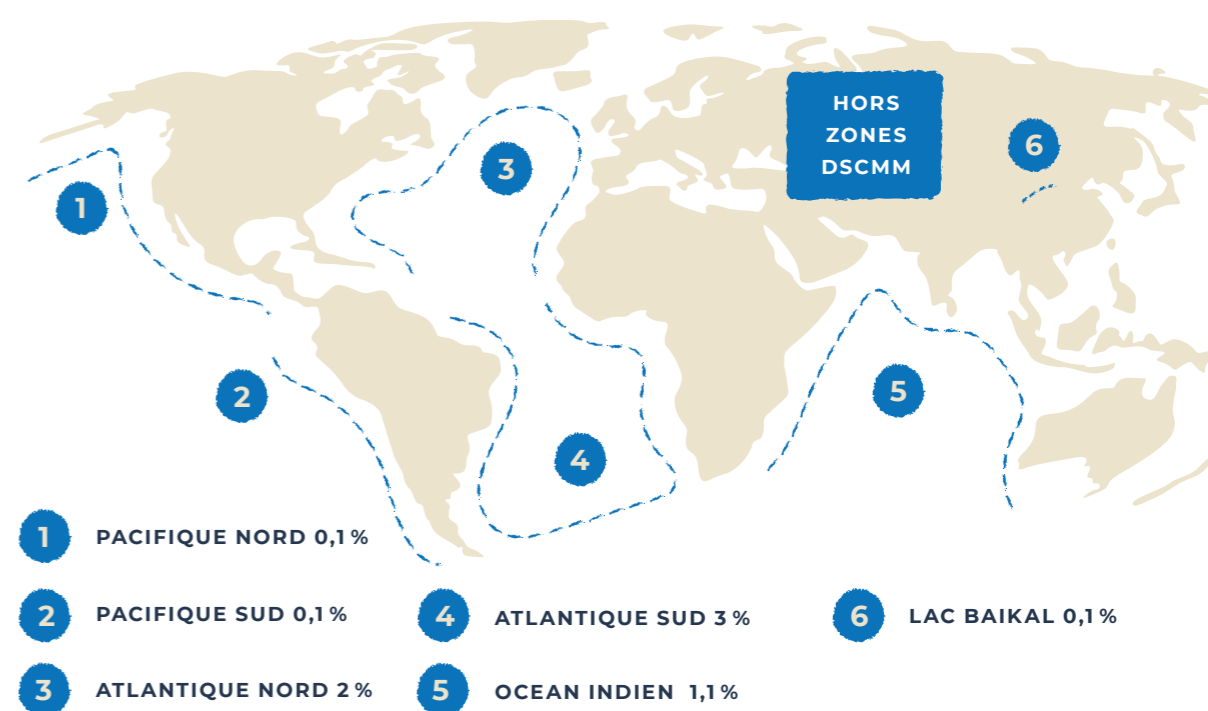 HORS
ZONES
DSCMM
6
3
1
5
2
4
1 PACIFIQUE NORD 0,1 %
2 PACIFIQUE SUD 0,1 %
3 ATLANTIQUE NORD 2 %
4 ATLANTIQUE SUD 3 %
5 OCEAN INDIEN 1,1 %
6 LAC BAIKAL 0,1 %